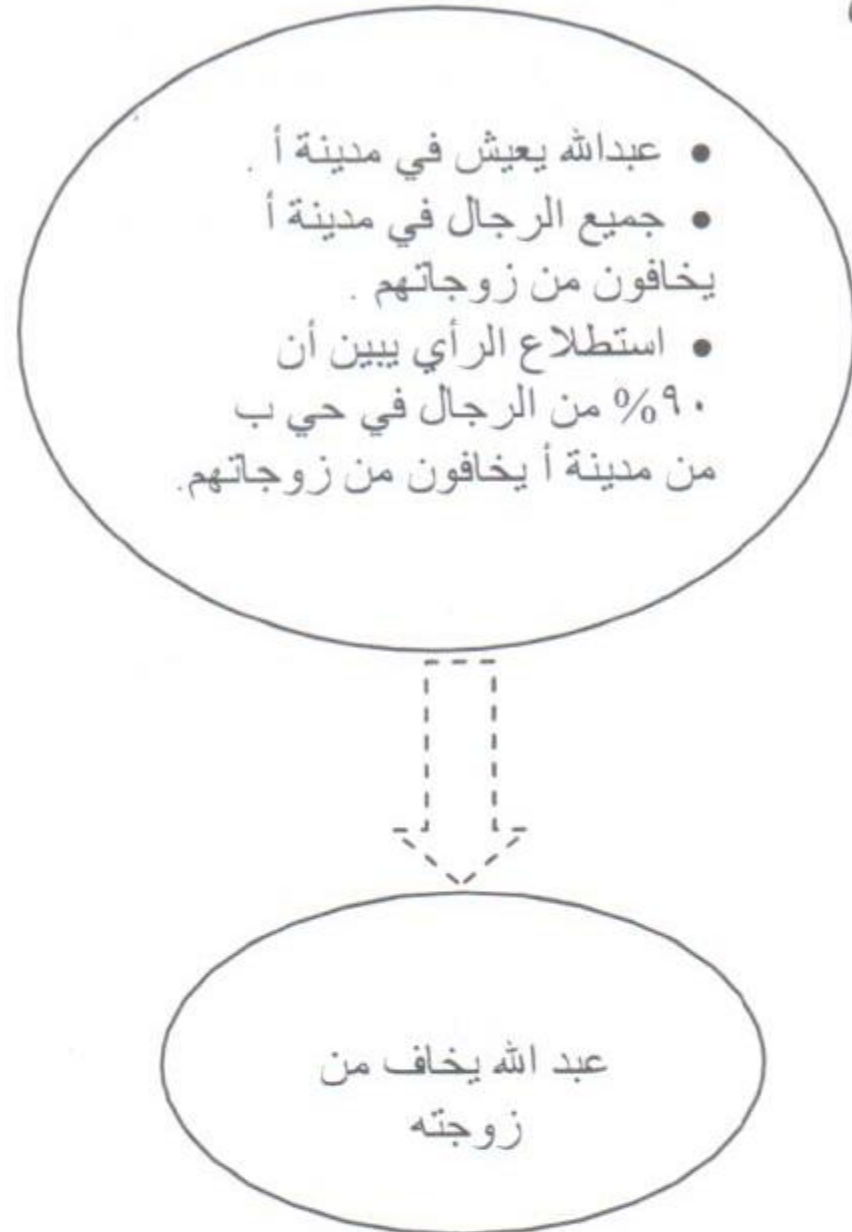 • عبدالله يعيش في مدينة أ .
• جميع الرجال في مدينة أ
يخافون من زوجاتهم .
• استطلاع الرأي يبين أن
٩٠% من الرجال في حي ب
من مدينة أ يخافون من زوجاتهم.
عبد الله يخاف من
زوجته